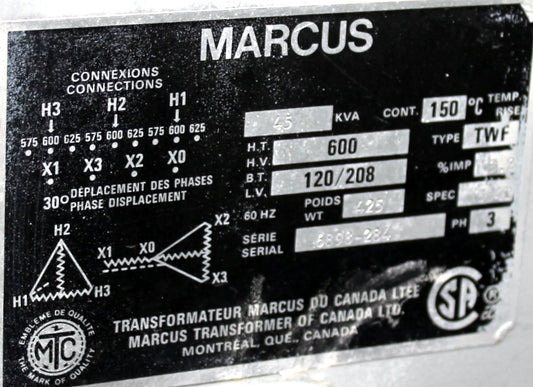 MARCUS
CONNEXIONS
CONNECTIONS
H3 H2 H1
575 600 625 575 600 625 575 600 625
X1 X3 X2 X0
30° DÉPLACEMENT DES PHASES
PHASE DISPLACEMENT
H2
H1 H3
X1 X0 X2
X3
45 KVA CONT. 150 °C TEMP. RISE
H.T.
H.V. 600 TYPE TWF
B.T.
L.V. 120/208 %IMP
60 HZ POIDS
WT 425 SPEC
SÉRIE
SERIAL PH 3
TRANSFORMATEUR MARCUS DU CANADA LTÉE
MARCUS TRANSFORMER OF CANADA LTD.
MONTRÉAL, QUÉ., CANADA
EMBLÈME DE QUALITÉ
MTC
THE MARK OF QUALITY
CSA
®